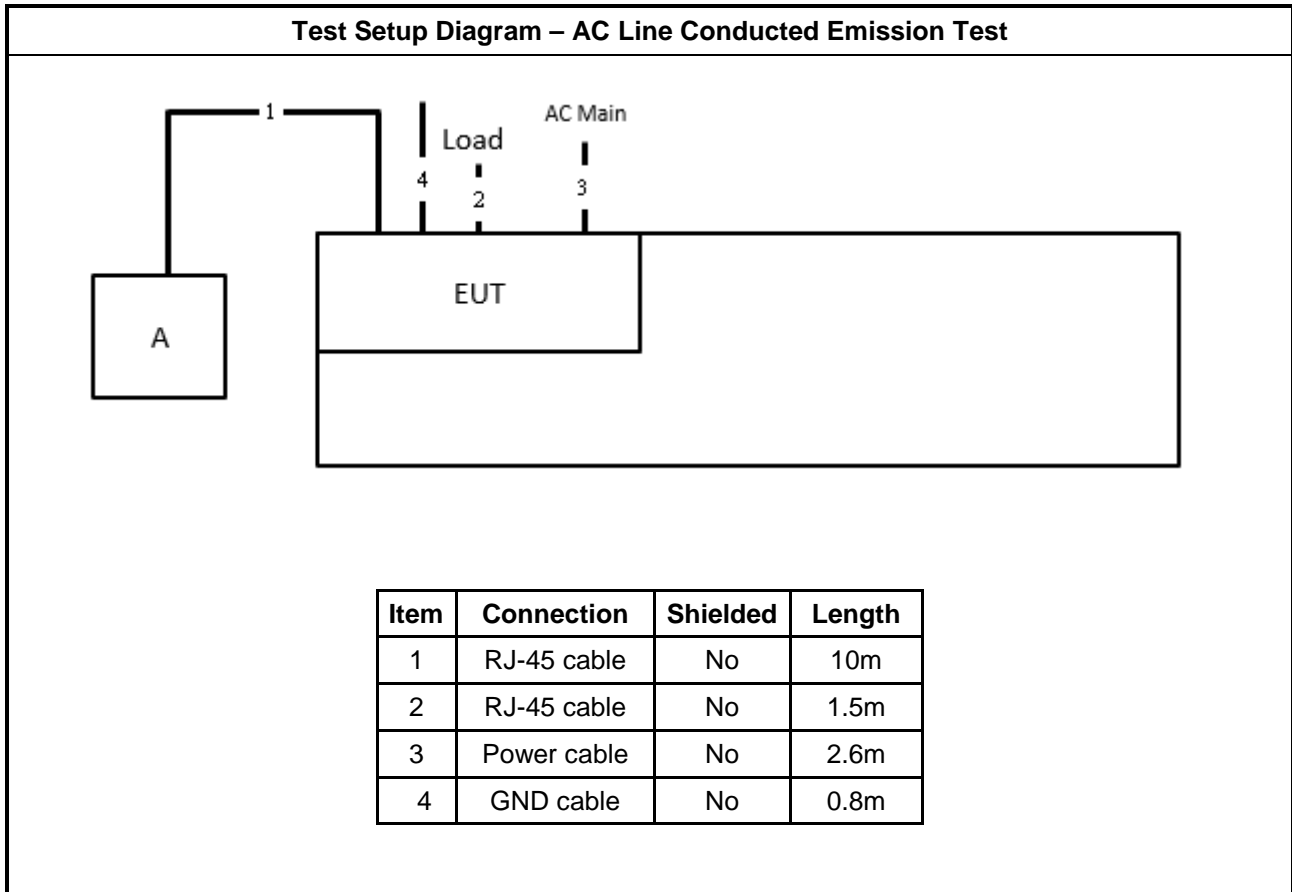 Test Setup Diagram – AC Line Conducted Emission Test
1
AC Main
Load
4
2
3
EUT
A
Item Connection Shielded Length
1 RJ-45 cable No 10m
2 RJ-45 cable No 1.5m
3 Power cable No 2.6m
4 GND cable No 0.8m